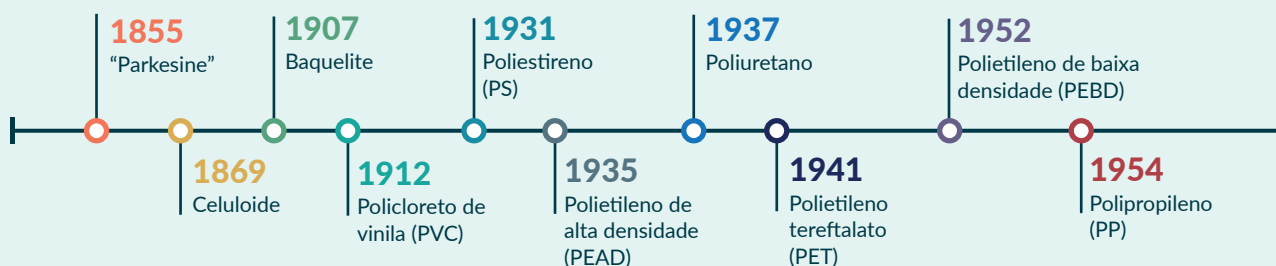 1855
“Parkesine”
1869
Celuloide
1907
Baquelite
1912
Policloreto de
vinila (PVC)
1931
Poliestireno
(PS)
1935
Polietileno de
alta densidade
(PEAD)
1937
Poliuretano
1941
Polietileno
tereftalato
(PET)
1952
Polietileno de baixa
densidade (PEBD)
1954
Polipropileno
(PP)